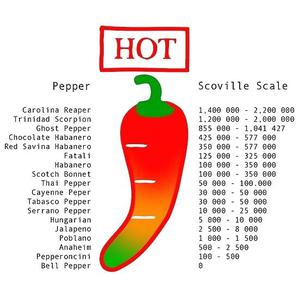 HOT
Pepper Scoville Scale
Carolina Reaper 1,400 000 - 2,200 000
Trinidad Scorpion 1,200 000 - 2,000 000
Ghost Pepper 855 000 - 1,041 427
Chocolate Habanero 425 000 - 577 000
Red Savina Habanero 350 000 - 577 000
Fatali 125 000 - 325 000
Habanero 100 000 - 350 000
Scotch Bonnet 100 000 - 350 000
Thai Pepper 50 000 - 100.000
Cayenne Peper 30 000 - 50 000
Tabasco Pepper 30 000 - 50 000
Serrano Pepper 10 000 - 25 000
Hungarian 5 000 - 10 000
Jalapeno 2 500 - 8 000
Poblano 1 000 - 1 500
Anaheim 500 - 2 500
Pepperoncini 100 - 500
Bell Pepper 0